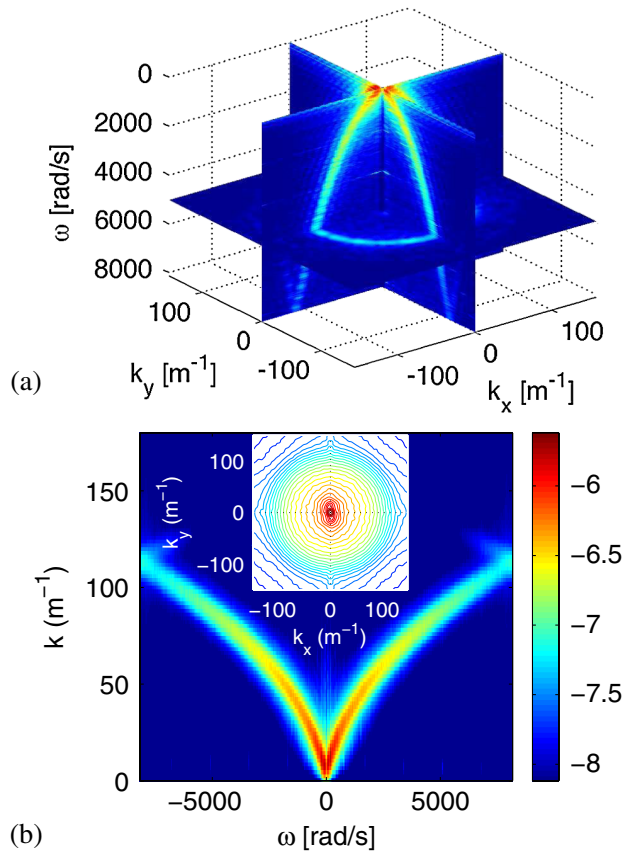 0
2000
4000
6000
8000
ω [rad/s]
100
0
-100
k_y [m^{-1}]
-100
0
100
k_x [m^{-1}]
(a)
150
100
50
0
k (m^{-1})
100
0
−100
k_y (m^{-1})
−100 0 100
k_x (m^{-1})
−6
−6.5
−7
−7.5
−8
−5000 0 5000
ω [rad/s]
(b)